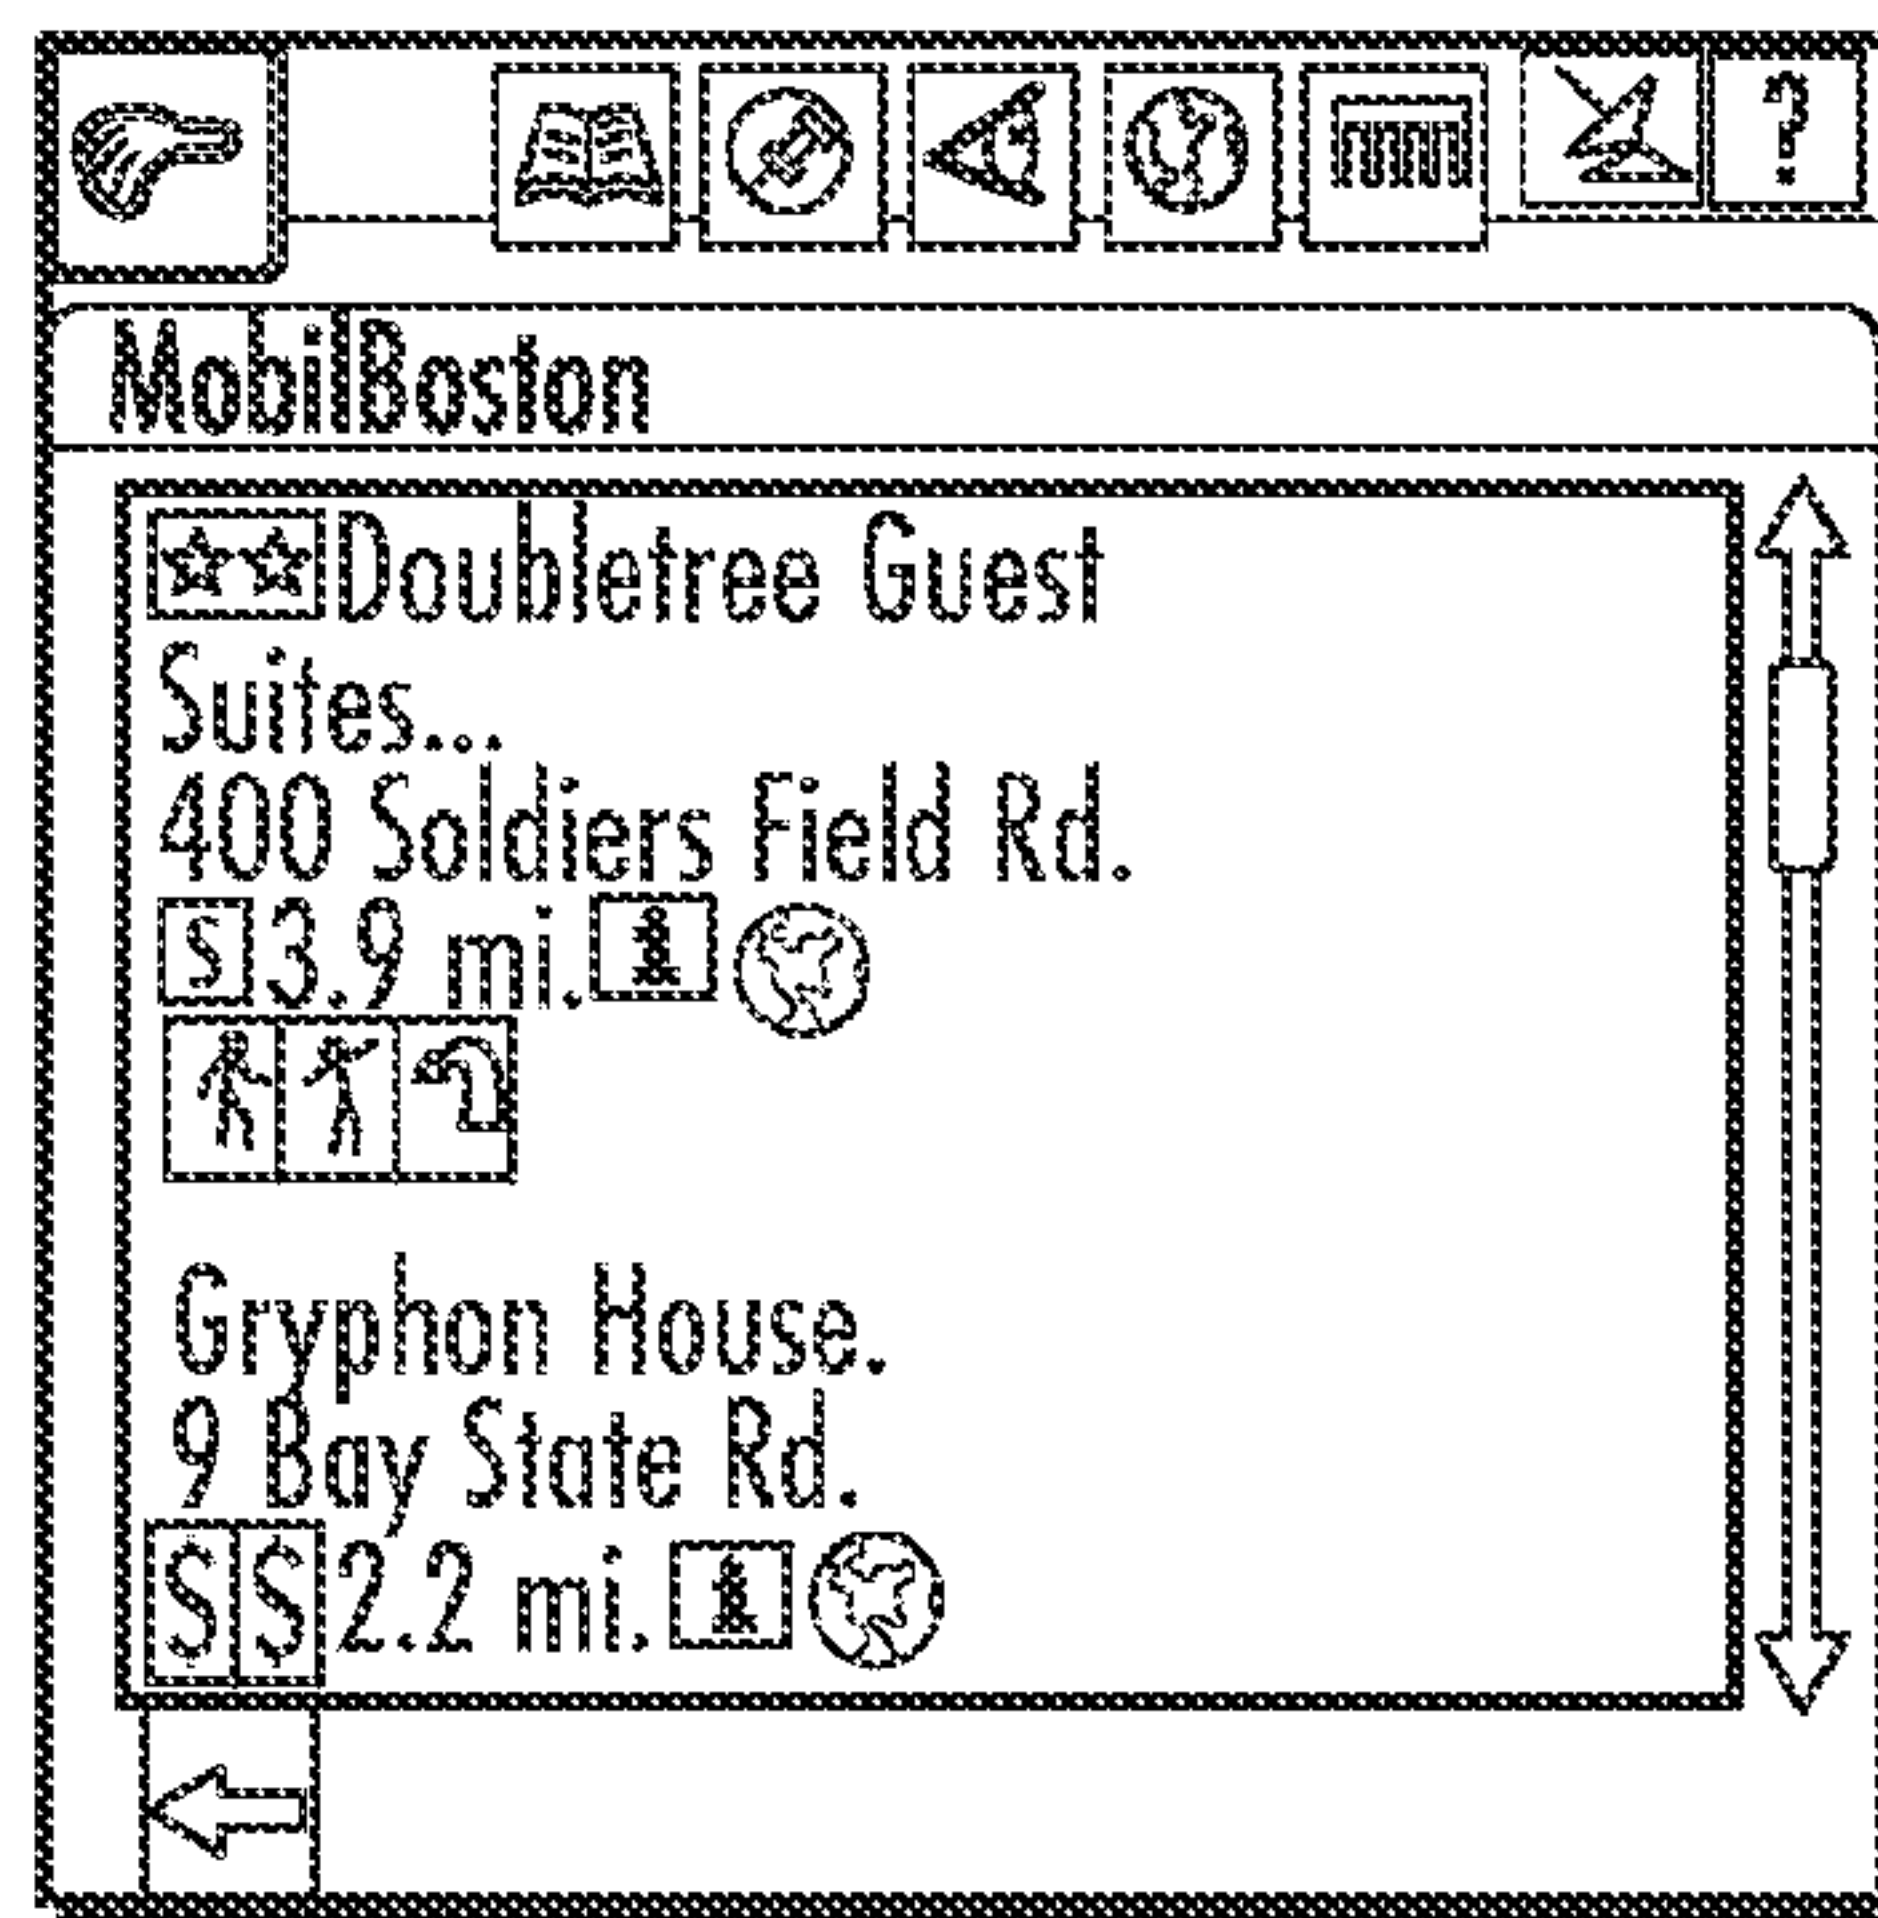 ?
MobilBoston
Doubletree Guest
Suites...
400 Soldiers Field Rd.
S 3.9 mi.
Gryphon House.
9 Bay State Rd.
$ $ 2.2 mi.